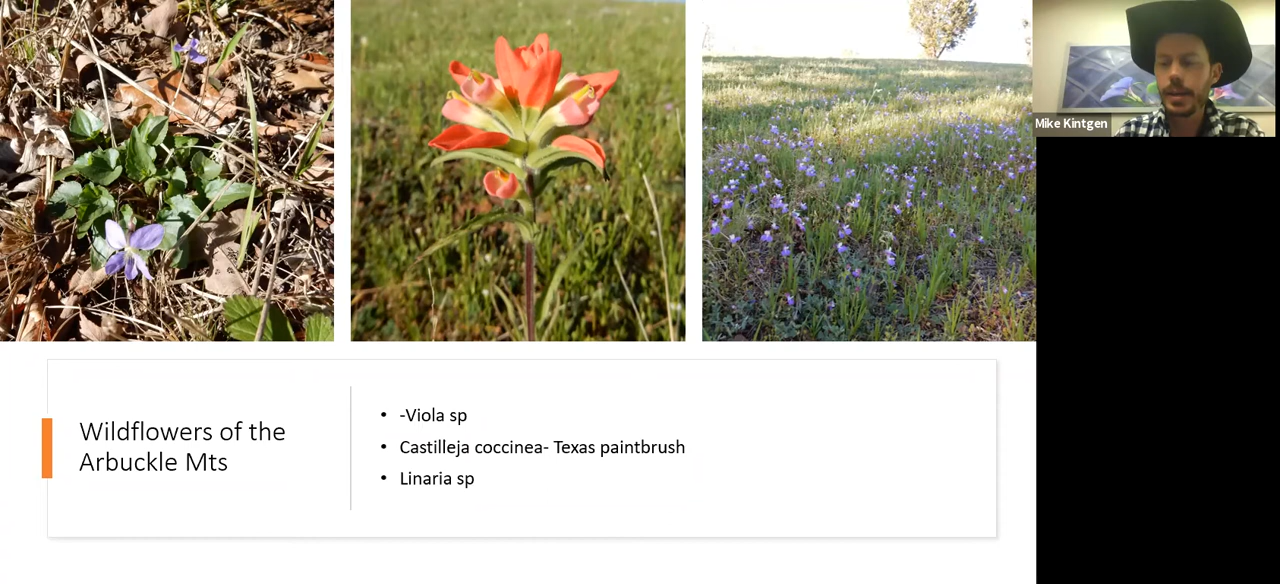 Mike Kintgen
Wildflowers of the
Arbuckle Mts
• -Viola sp
• Castilleja coccinea- Texas paintbrush
• Linaria sp